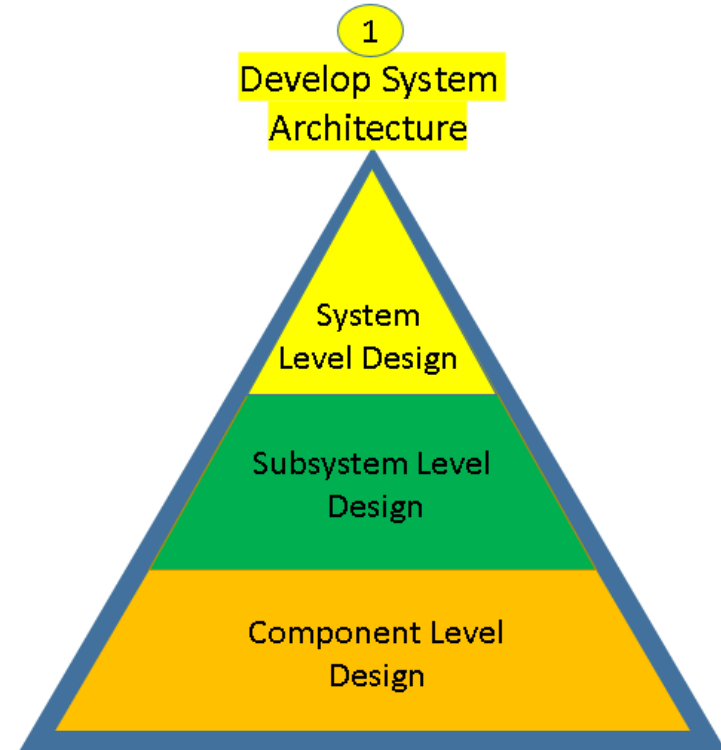 1
Develop System
Architecture
System
Level Design
Subsystem Level
Design
Component Level
Design